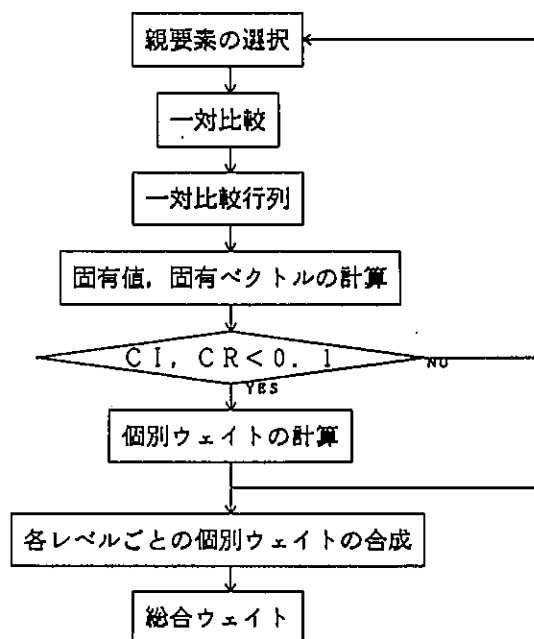 親要素の選択
一対比較
一対比較行列
固有値，固有ベクトルの計算
ＣＩ，ＣＲ＜０．１
NO
YES
個別ウェイトの計算
各レベルごとの個別ウェイトの合成
総合ウェイト